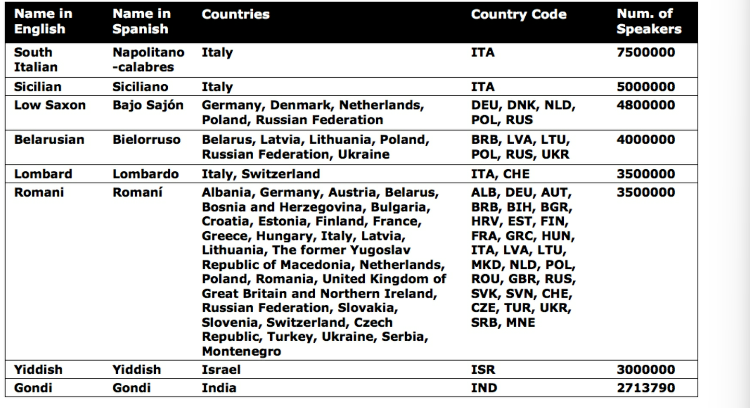 Name in English | Name in Spanish | Countries | Country Code | Num. of Speakers
South Italian | Napolitano -calabres | Italy | ITA | 7500000
Sicilian | Siciliano | Italy | ITA | 5000000
Low Saxon | Bajo Sajón | Germany, Denmark, Netherlands, | DEU, DNK, NLD, | 4800000
Poland, Russian Federation | POL, RUS
Belarusian | Bielorruso | Belarus, Latvia, Lithuania, Poland, | BRB, LVA, LTU, | 4000000
Russian Federation, Ukraine | POL, RUS, UKR
Lombard | Lombardo | Italy, Switzerland | ITA, CHE | 3500000
Romani | Romaní | Albania, Germany, Austria, Belarus, | ALB, DEU, AUT, | 3500000
Bosnia and Herzegovina, Bulgaria, | BRB, BIH, BGR,
Croatia, Estonia, Finland, France, | HRV, EST, FIN,
Greece, Hungary, Italy, Latvia, | FRA, GRC, HUN,
Lithuania, The former Yugoslav | ITA, LVA, LTU,
Republic of Macedonia, Netherlands, | MKD, NLD, POL,
Poland, Romania, United Kingdom of | ROU, GBR, RUS,
Great Britain and Northern Ireland, | SVK, SVN, CHE,
Russian Federation, Slovakia, | CZE, TUR, UKR,
Slovenia, Switzerland, Czech | SRB, MNE
Republic, Turkey, Ukraine, Serbia,
Montenegro
Yiddish | Yiddish | Israel | ISR | 3000000
Gondi | Gondi | India | IND | 2713790